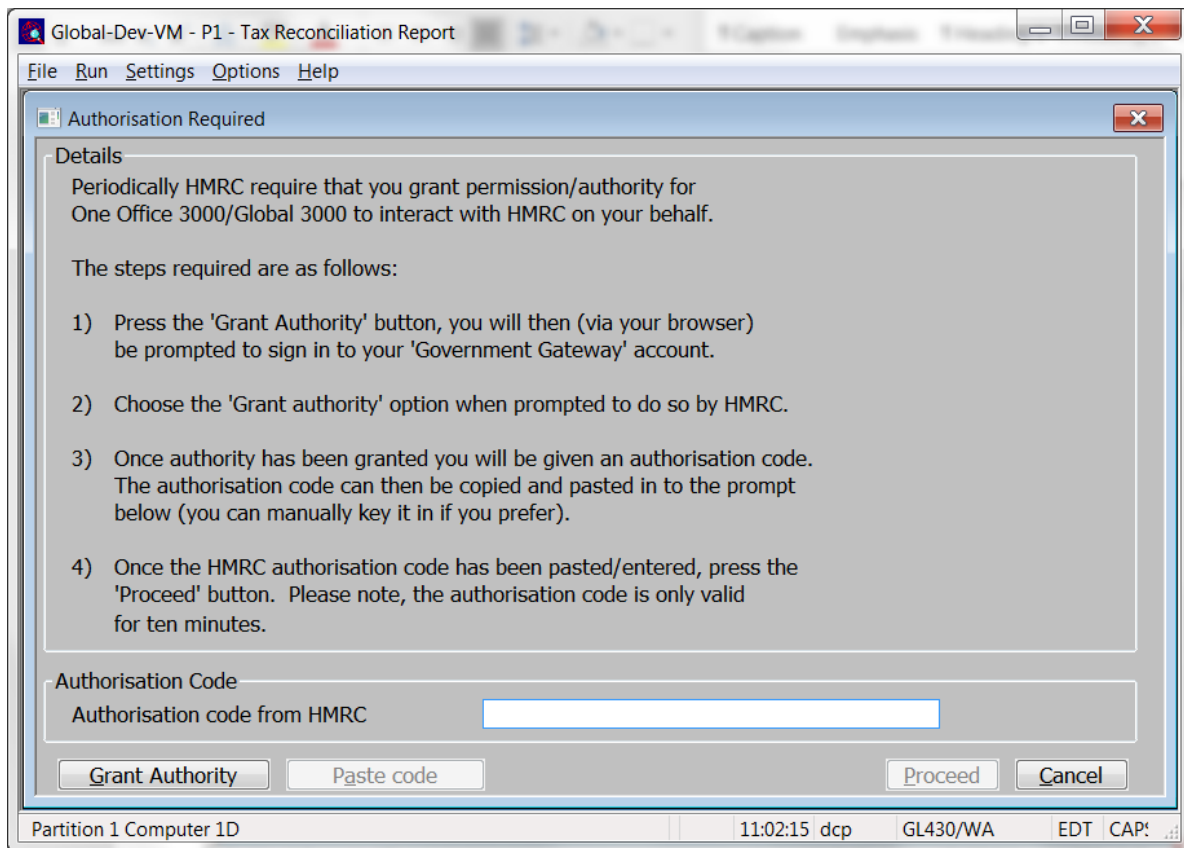 Global-Dev-VM - P1 - Tax Reconciliation Report
File Run Settings Options Help
Authorisation Required
Details
Periodically HMRC require that you grant permission/authority for
One Office 3000/Global 3000 to interact with HMRC on your behalf.
The steps required are as follows:
1) Press the 'Grant Authority' button, you will then (via your browser)
be prompted to sign in to your 'Government Gateway' account.
2) Choose the 'Grant authority' option when prompted to do so by HMRC.
3) Once authority has been granted you will be given an authorisation code.
The authorisation code can then be copied and pasted in to the prompt
below (you can manually key it in if you prefer).
4) Once the HMRC authorisation code has been pasted/entered, press the
'Proceed' button. Please note, the authorisation code is only valid
for ten minutes.
Authorisation Code
Authorisation code from HMRC
Grant Authority Paste code Proceed Cancel
Partition 1 Computer 1D 11:02:15 dcp GL430/WA EDT CAP